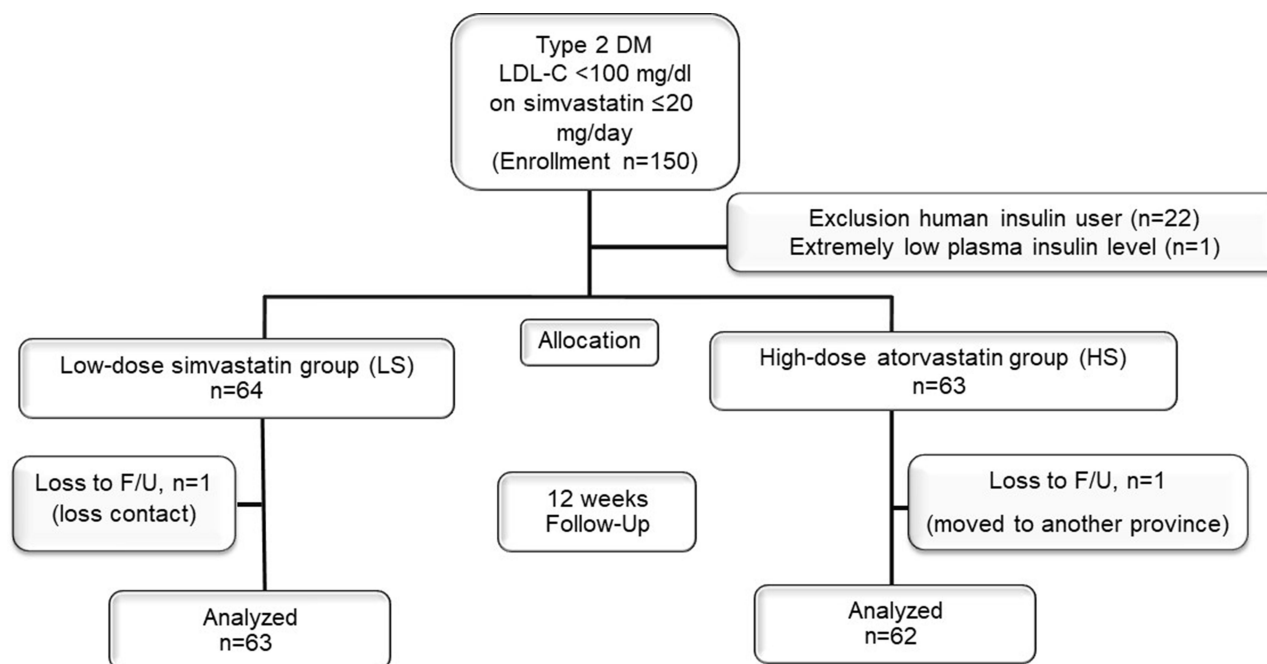 Type 2 DM
LDL-C <100 mg/dl
on simvastatin ≤20
mg/day
(Enrollment n=150)
Exclusion human insulin user (n=22)
Extremely low plasma insulin level (n=1)
Allocation
Low-dose simvastatin group (LS)
n=64
High-dose atorvastatin group (HS)
n=63
Loss to F/U, n=1
(loss contact)
12 weeks
Follow-Up
Loss to F/U, n=1
(moved to another province)
Analyzed
n=63
Analyzed
n=62